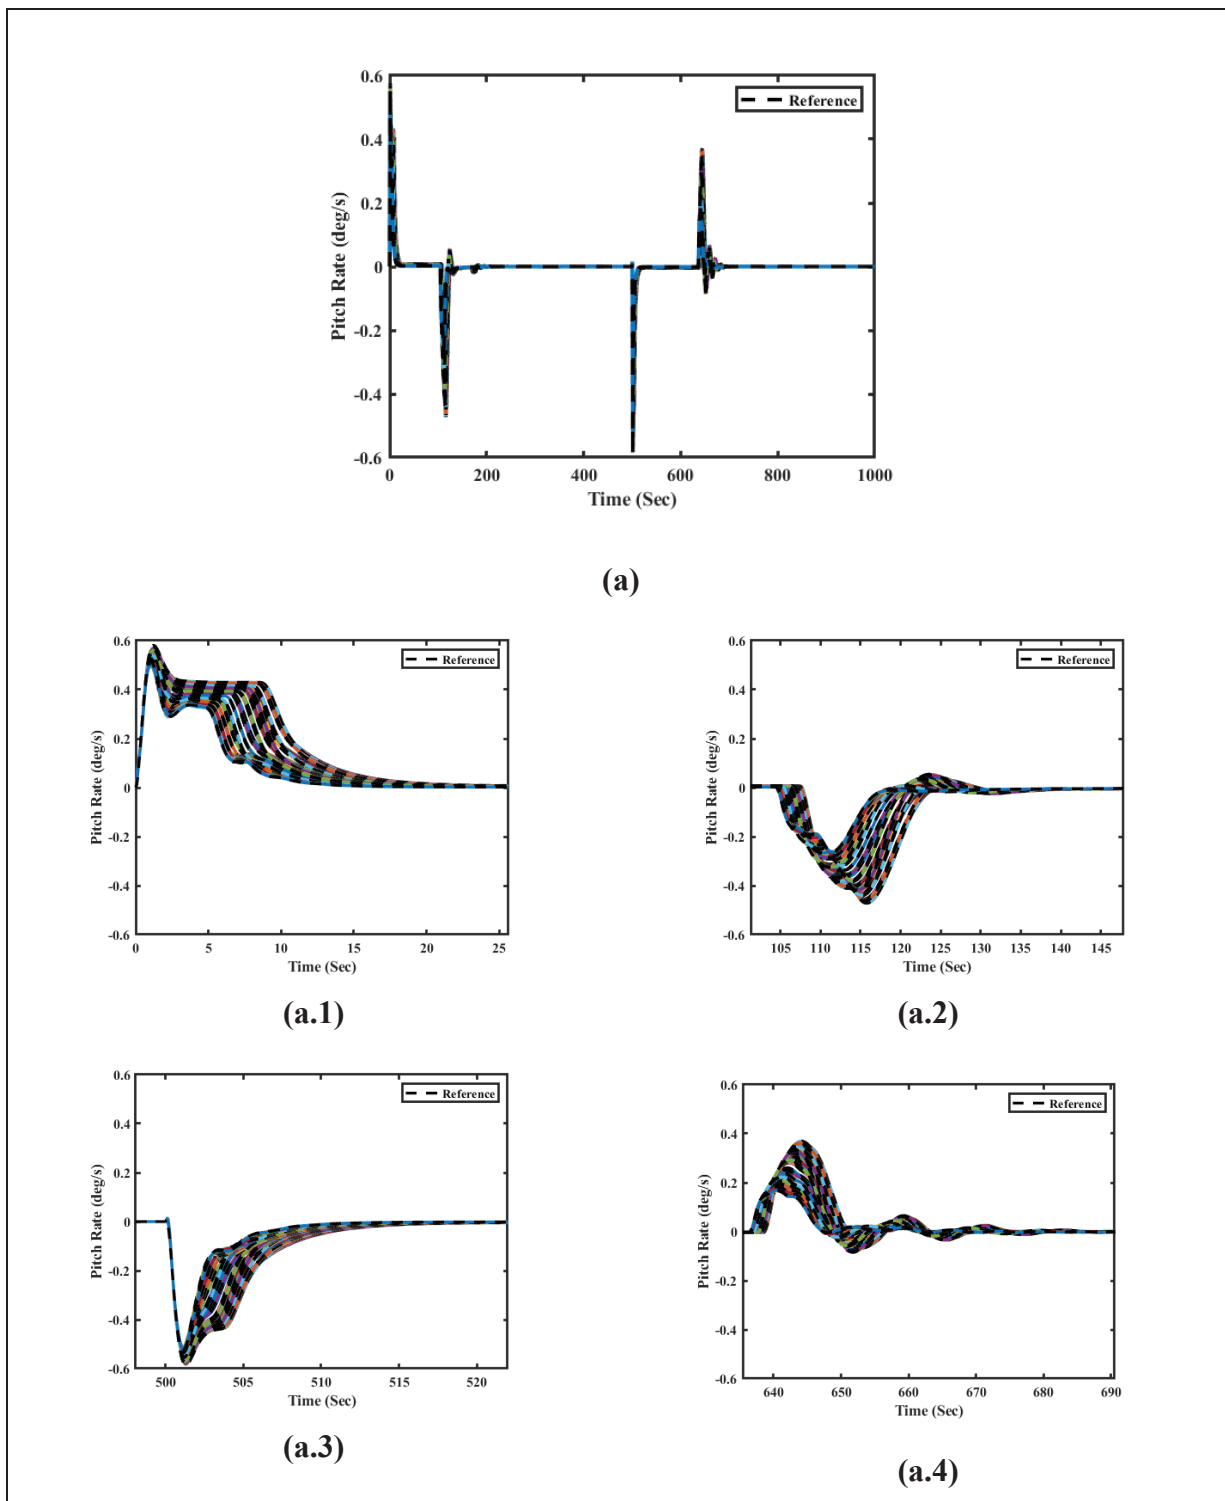 0.6
Reference
0.4
0.2
0
-0.2
-0.4
-0.6
Pitch Rate (deg/s)
0 200 400 600 800 1000
Time (Sec)
(a)
0.6
Reference
0.4
0.2
0
-0.2
-0.4
-0.6
Pitch Rate (deg/s)
0 5 10 15 20 25
Time (Sec)
(a.1)
0.6
Reference
0.4
0.2
0
-0.2
-0.4
-0.6
Pitch Rate (deg/s)
105 110 115 120 125 130 135 140 145
Time (Sec)
(a.2)
0.6
Reference
0.4
0.2
0
-0.2
-0.4
-0.6
Pitch Rate (deg/s)
500 505 510 515 520
Time (Sec)
(a.3)
0.6
Reference
0.4
0.2
0
-0.2
-0.4
-0.6
Pitch Rate (deg/s)
640 650 660 670 680 690
Time (Sec)
(a.4)